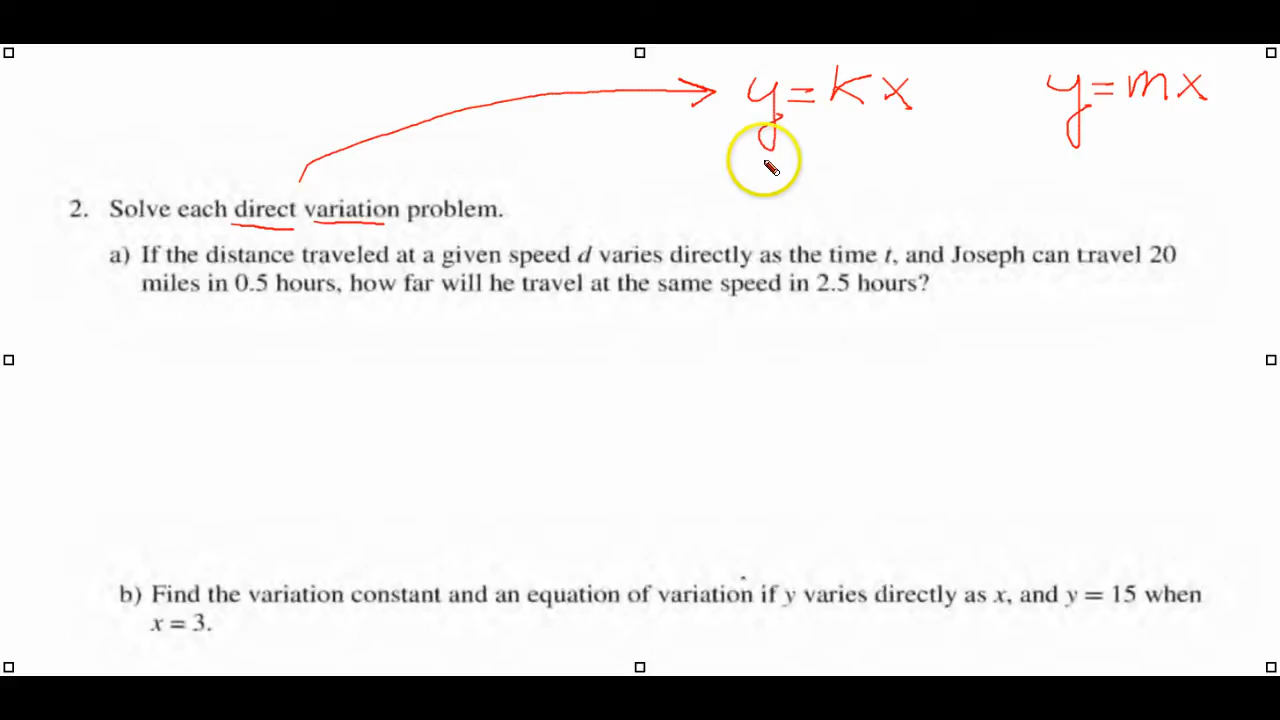 y = kx y = mx
2. Solve each direct variation problem.
a) If the distance traveled at a given speed d varies directly as the time t, and Joseph can travel 20
miles in 0.5 hours, how far will he travel at the same speed in 2.5 hours?
b) Find the variation constant and an equation of variation if y varies directly as x, and y = 15 when
x = 3.